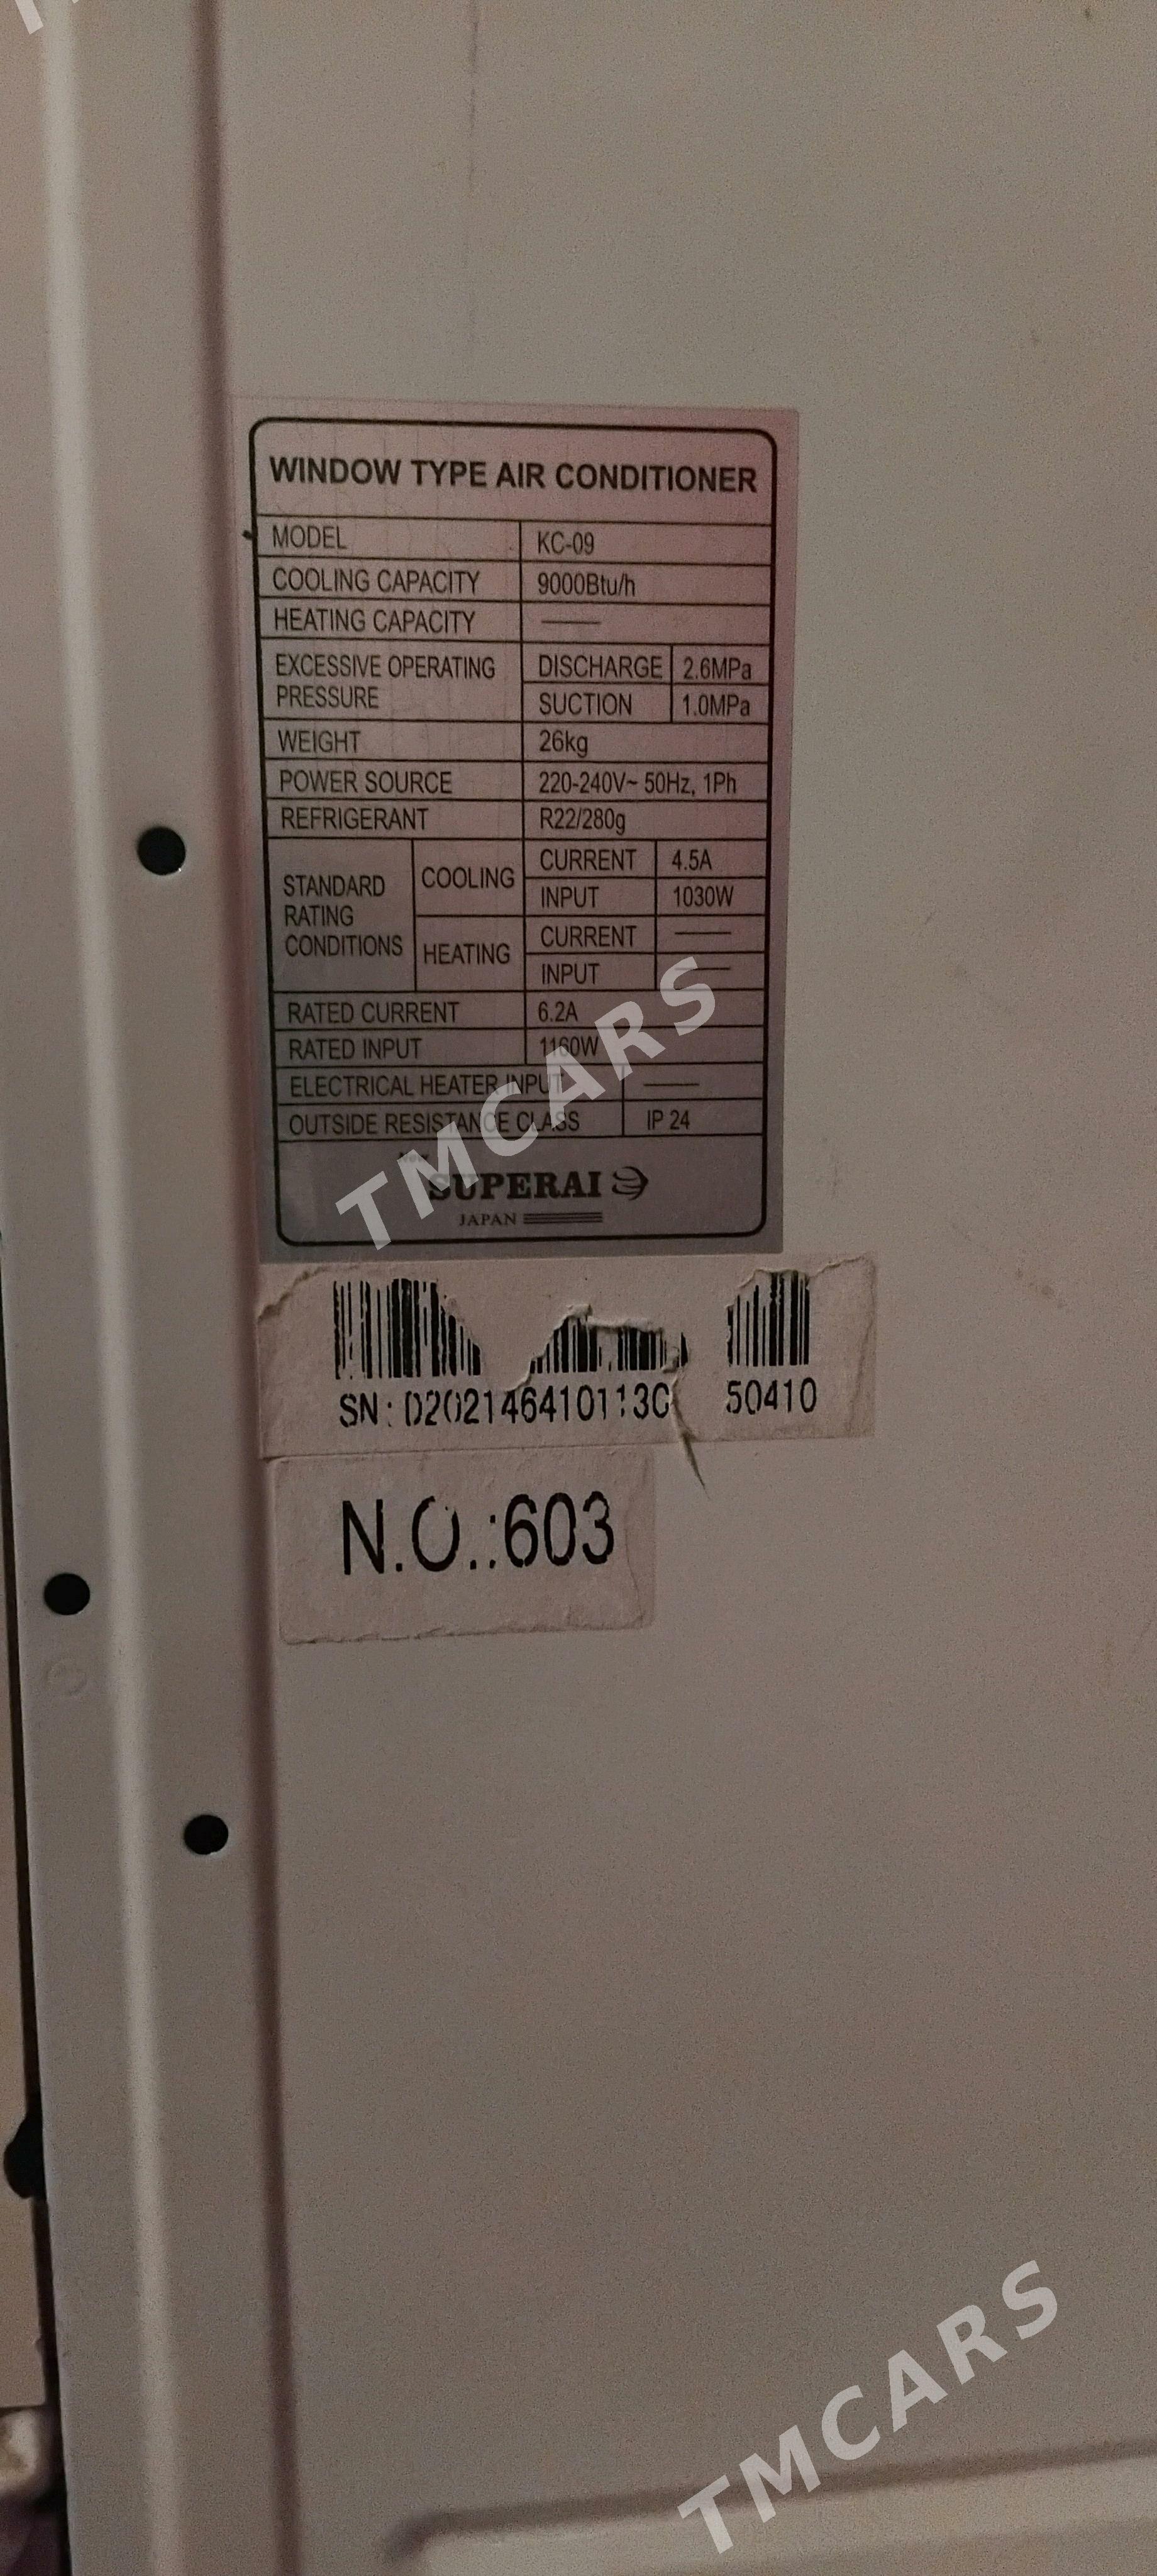 WINDOW TYPE AIR CONDITIONER
MODEL KC-09
COOLING CAPACITY 9000Btu/h
HEATING CAPACITY ——
EXCESSIVE OPERATING PRESSURE DISCHARGE 2.6MPa
SUCTION 1.0MPa
WEIGHT 26kg
POWER SOURCE 220-240V~ 50Hz, 1Ph
REFRIGERANT R22/280g
STANDARD RATING CONDITIONS COOLING CURRENT 4.5A
INPUT 1030W
HEATING CURRENT ——
INPUT ——
RATED CURRENT 6.2A
RATED INPUT 1160W
ELECTRICAL HEATER INPUT ——
OUTSIDE RESISTANCE CLASS IP 24
SUPERAI
JAPAN
SN: D202146410113C 50410
N.O.:603
TMCARS
TMCARS